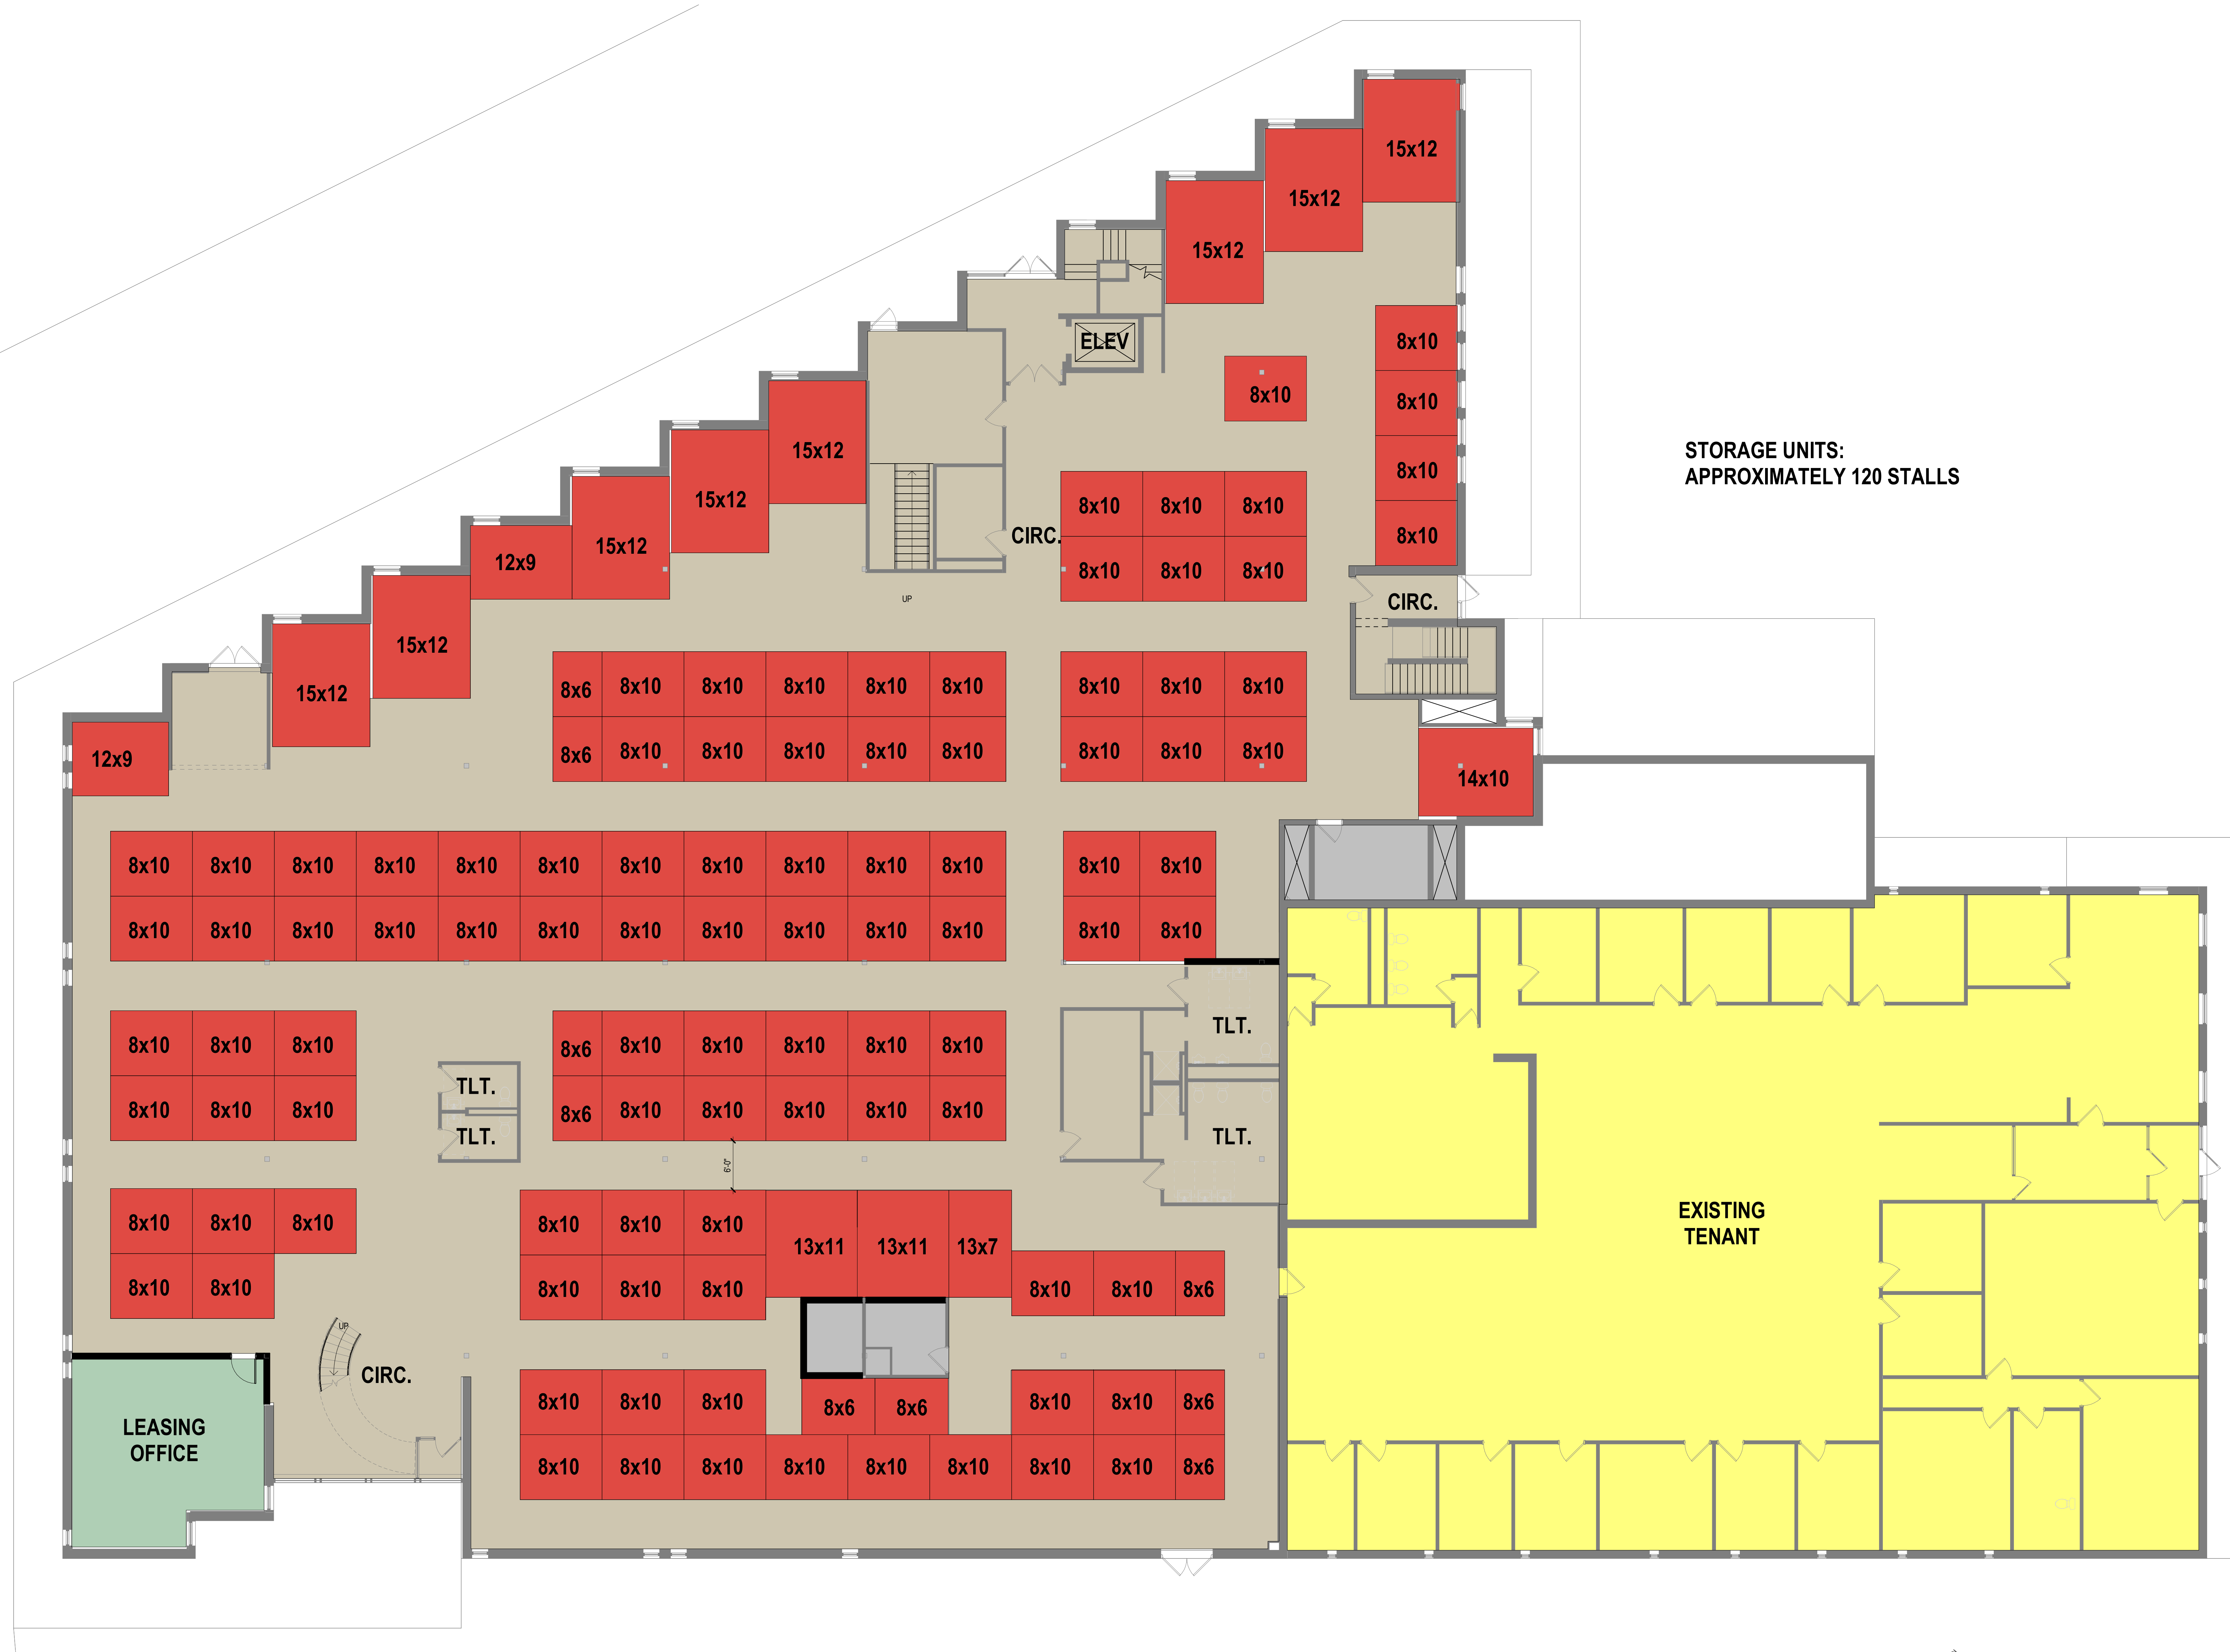 15x12
15x12
15x12
ELEV
8x10
8x10
8x10
8x10
8x10
15x12
15x12
15x12
12x9
15x12
15x12
12x9
STORAGE UNITS:
APPROXIMATELY 120 STALLS
CIRC.
8x10 8x10 8x10
8x10 8x10 8x10
UP
CIRC.
8x6 8x10 8x10 8x10 8x10 8x10 8x10 8x10 8x10
8x6 8x10 8x10 8x10 8x10 8x10 8x10 8x10 8x10
14x10
8x10 8x10 8x10 8x10 8x10 8x10 8x10 8x10 8x10 8x10 8x10 8x10 8x10
8x10 8x10 8x10 8x10 8x10 8x10 8x10 8x10 8x10 8x10 8x10 8x10 8x10
TLT.
8x10 8x10 8x10 8x6 8x10 8x10 8x10 8x10 8x10
TLT.
8x10 8x10 8x10 8x6 8x10 8x10 8x10 8x10 8x10
TLT.
TLT.
6'-0"
8x10 8x10 8x10 8x10 8x10 8x10
13x11 13x11 13x7
8x10 8x10 8x10 8x10 8x10 8x10 8x10 8x6
EXISTING
TENANT
UP
CIRC.
8x10 8x10 8x10 8x6 8x6 8x10 8x10 8x6
8x10 8x10 8x10 8x10 8x10 8x10 8x10 8x10 8x6
LEASING
OFFICE